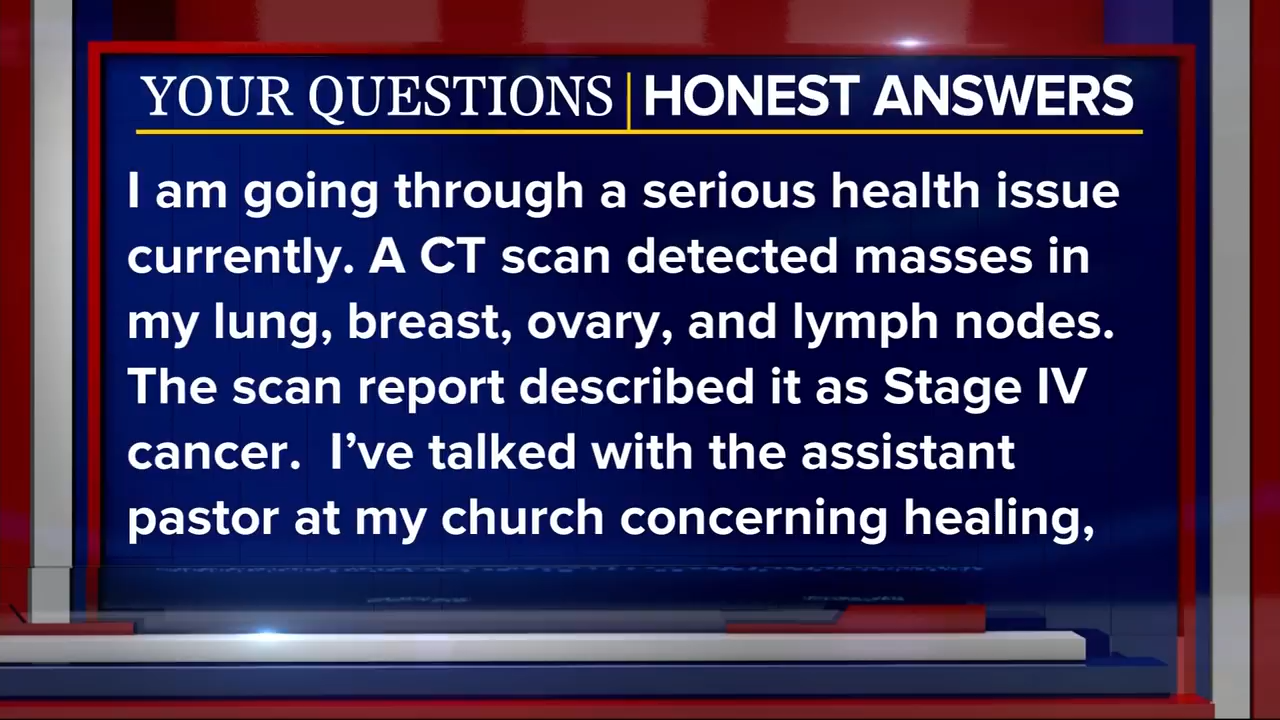 YOUR QUESTIONS | HONEST ANSWERS
I am going through a serious health issue
currently. A CT scan detected masses in
my lung, breast, ovary, and lymph nodes.
The scan report described it as Stage IV
cancer.  I’ve talked with the assistant
pastor at my church concerning healing,